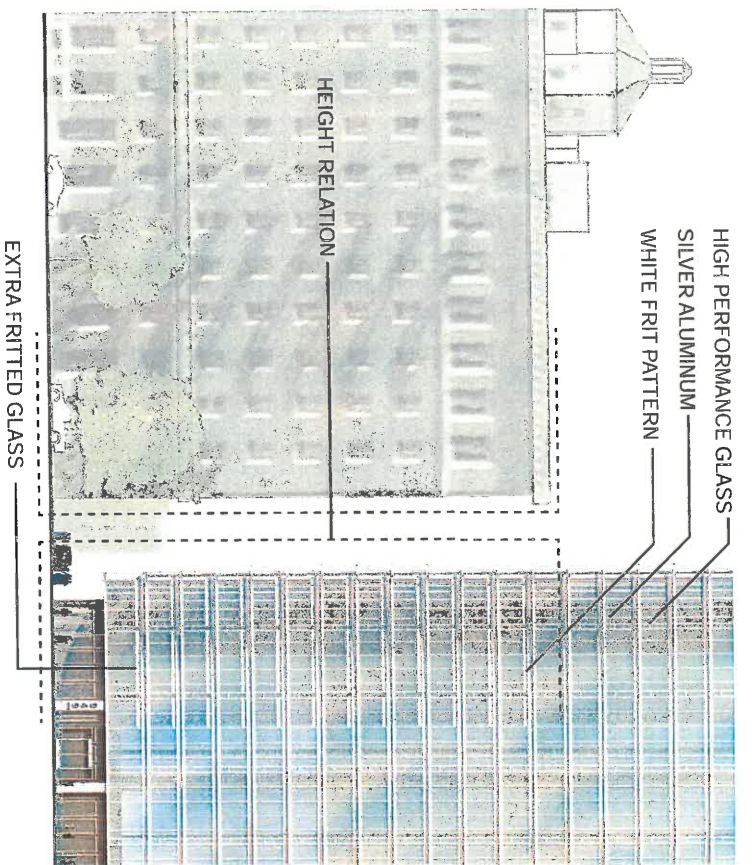 HIGH PERFORMANCE GLASS
SILVER ALUMINUM
WHITE FRIT PATTERN
HEIGHT RELATION
EXTRA FRITTED GLASS